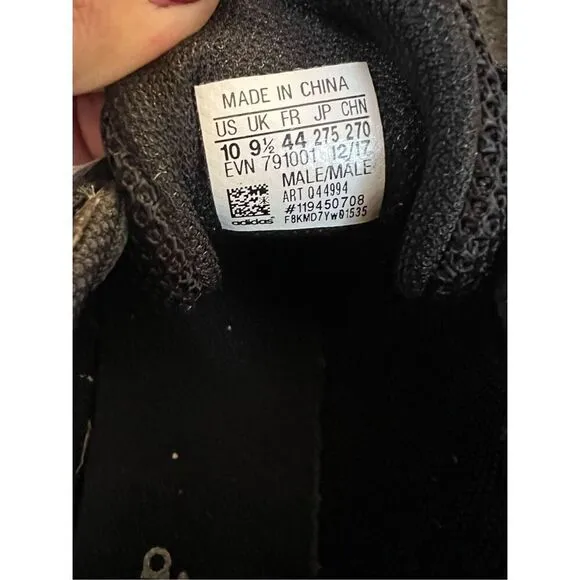 MADE IN CHINA
US UK FR JP CHN
10 9½ 44 275 270
EVN 791001 12/17
MALE/MALE
ART Q44994
#119450708
adidas F8KMD7YW01535